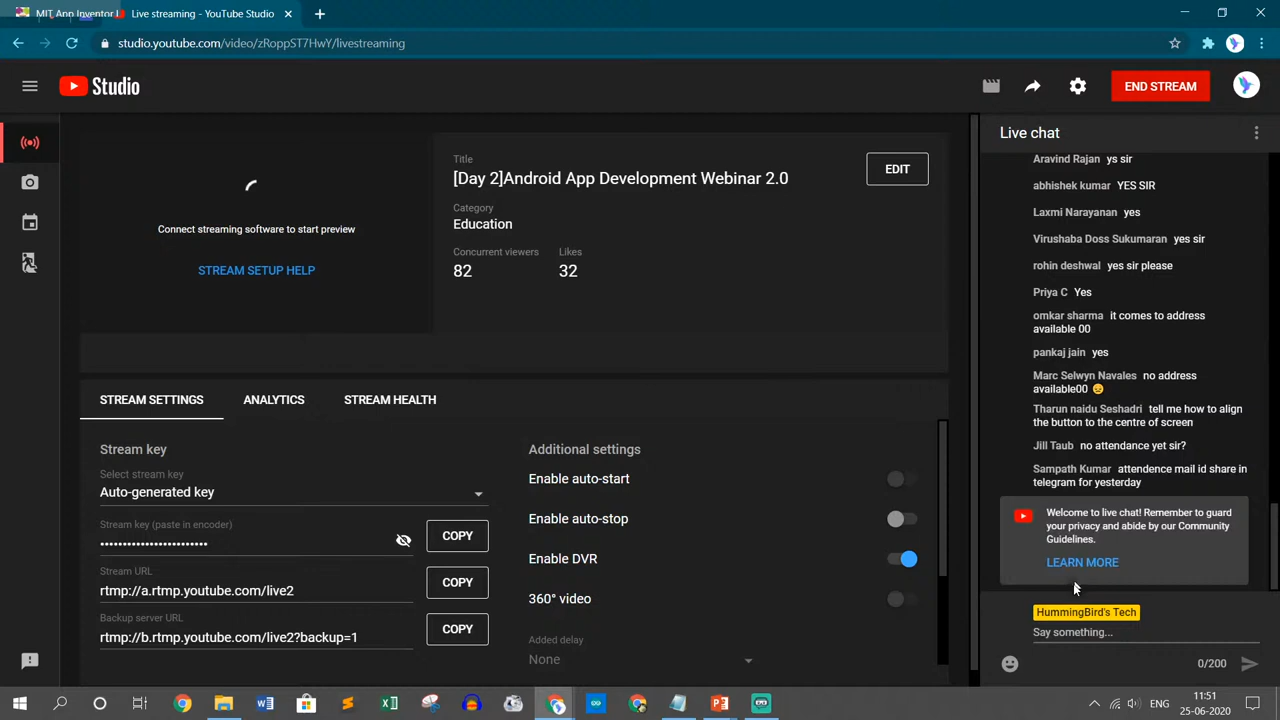 MIT App Inventor
Live streaming - YouTube Studio
studio.youtube.com/video/zRoppST7HwY/livestreaming
Studio
END STREAM
Connect streaming software to start preview
STREAM SETUP HELP
Title
[Day 2]Android App Development Webinar 2.0
EDIT
Category
Education
Concurrent viewers
Likes
82
32
STREAM SETTINGS
ANALYTICS
STREAM HEALTH
Stream key
Select stream key
Auto-generated key
Stream key (paste in encoder)
COPY
Stream URL
rtmp://a.rtmp.youtube.com/live2
COPY
Backup server URL
rtmp://b.rtmp.youtube.com/live2?backup=1
COPY
Additional settings
Enable auto-start
Enable auto-stop
Enable DVR
360° video
Added delay
None
Live chat
Aravind Rajan ys sir
abhishek kumar YES SIR
Laxmi Narayanan yes
Virushaba Doss Sukumaran yes sir
rohin deshwal yes sir please
Priya C Yes
omkar sharma it comes to address
available 00
pankaj jain yes
Marc Selwyn Navales no address
available00 😞
Tharun naidu Seshadri tell me how to align
the button to the centre of screen
Jill Taub no attendance yet sir?
Sampath Kumar attendence mail id share in
telegram for yesterday
Welcome to live chat! Remember to guard
your privacy and abide by our Community
Guidelines.
LEARN MORE
HummingBird's Tech
Say something...
0/200
ENG
11:51
25-06-2020